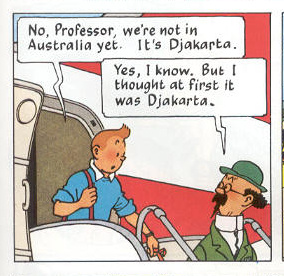 No, Professor, we're not in
Australia yet. It's Djakarta.
Yes, I know. But I
thought at first it
was Djakarta.